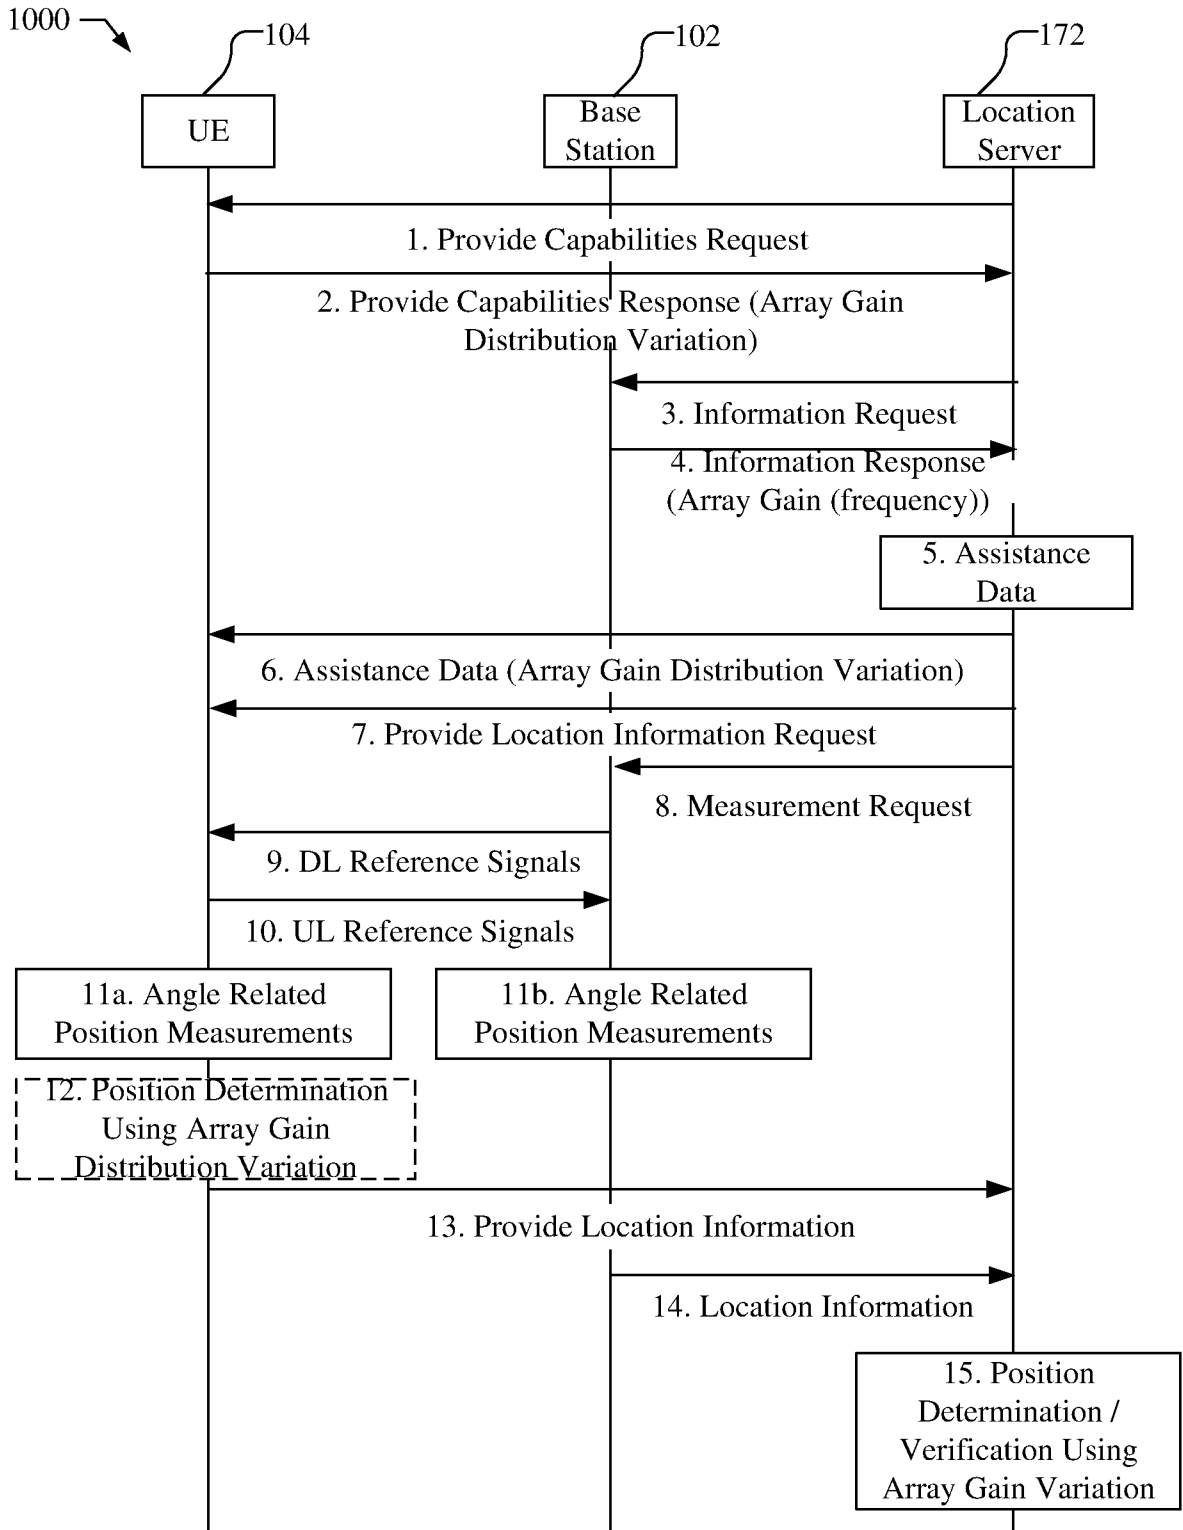 1000
104
102
172
UE
Base
Station
Location
Server
1. Provide Capabilities Request
2. Provide Capabilities Response (Array Gain
Distribution Variation)
3. Information Request
4. Information Response
(Array Gain (frequency))
5. Assistance
Data
6. Assistance Data (Array Gain Distribution Variation)
7. Provide Location Information Request
8. Measurement Request
9. DL Reference Signals
10. UL Reference Signals
11a. Angle Related
Position Measurements
11b. Angle Related
Position Measurements
12. Position Determination
Using Array Gain
Distribution Variation
13. Provide Location Information
14. Location Information
15. Position
Determination /
Verification Using
Array Gain Variation